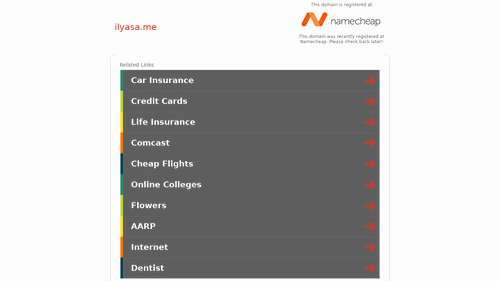 This domain is registered at
namecheap
ilyasa.me
This domain was recently registered at
Namecheap. Please check back later!
Related Links
Car Insurance
Credit Cards
Life Insurance
Comcast
Cheap Flights
Online Colleges
Flowers
AARP
Internet
Dentist